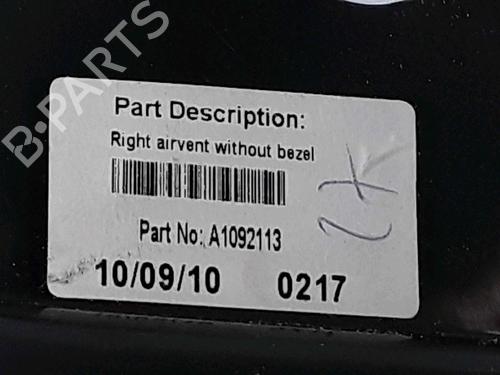 B-PARTS
Part Description:
Right airvent without bezel
Part No: A1092113
10/09/10 0217